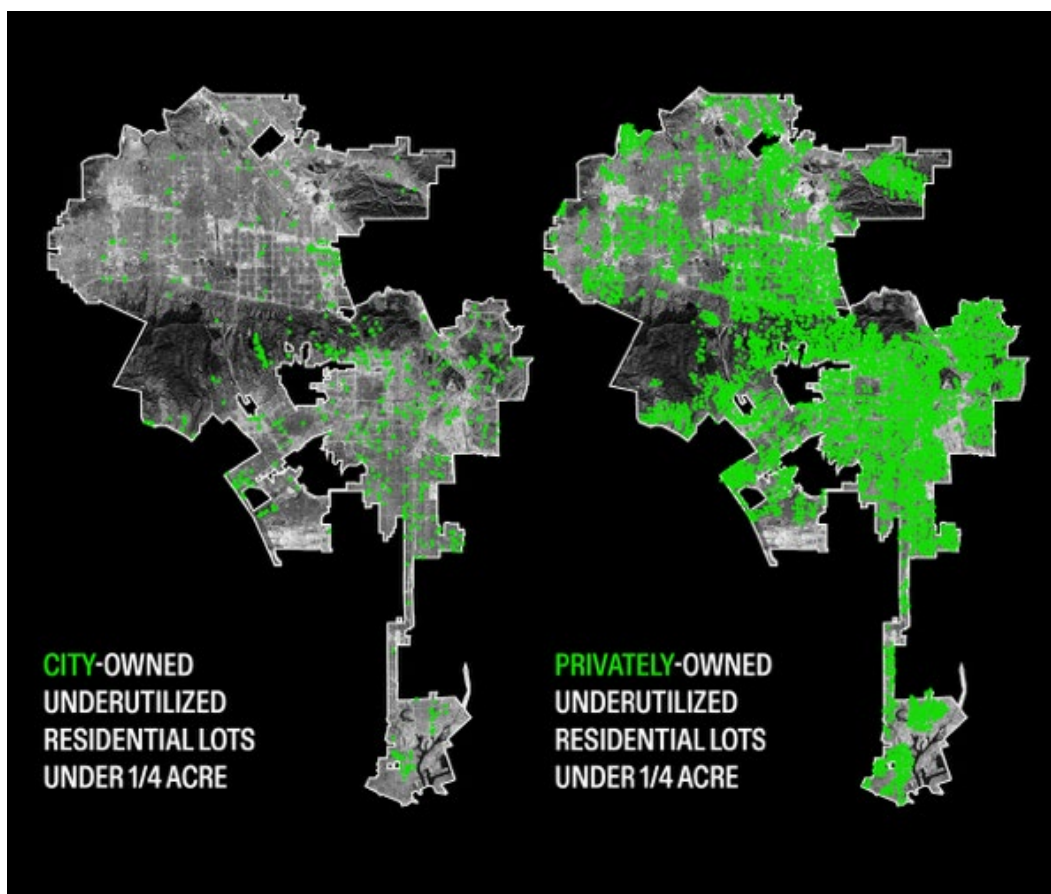 CITY-OWNED
UNDERUTILIZED
RESIDENTIAL LOTS
UNDER 1/4 ACRE
PRIVATELY-OWNED
UNDERUTILIZED
RESIDENTIAL LOTS
UNDER 1/4 ACRE